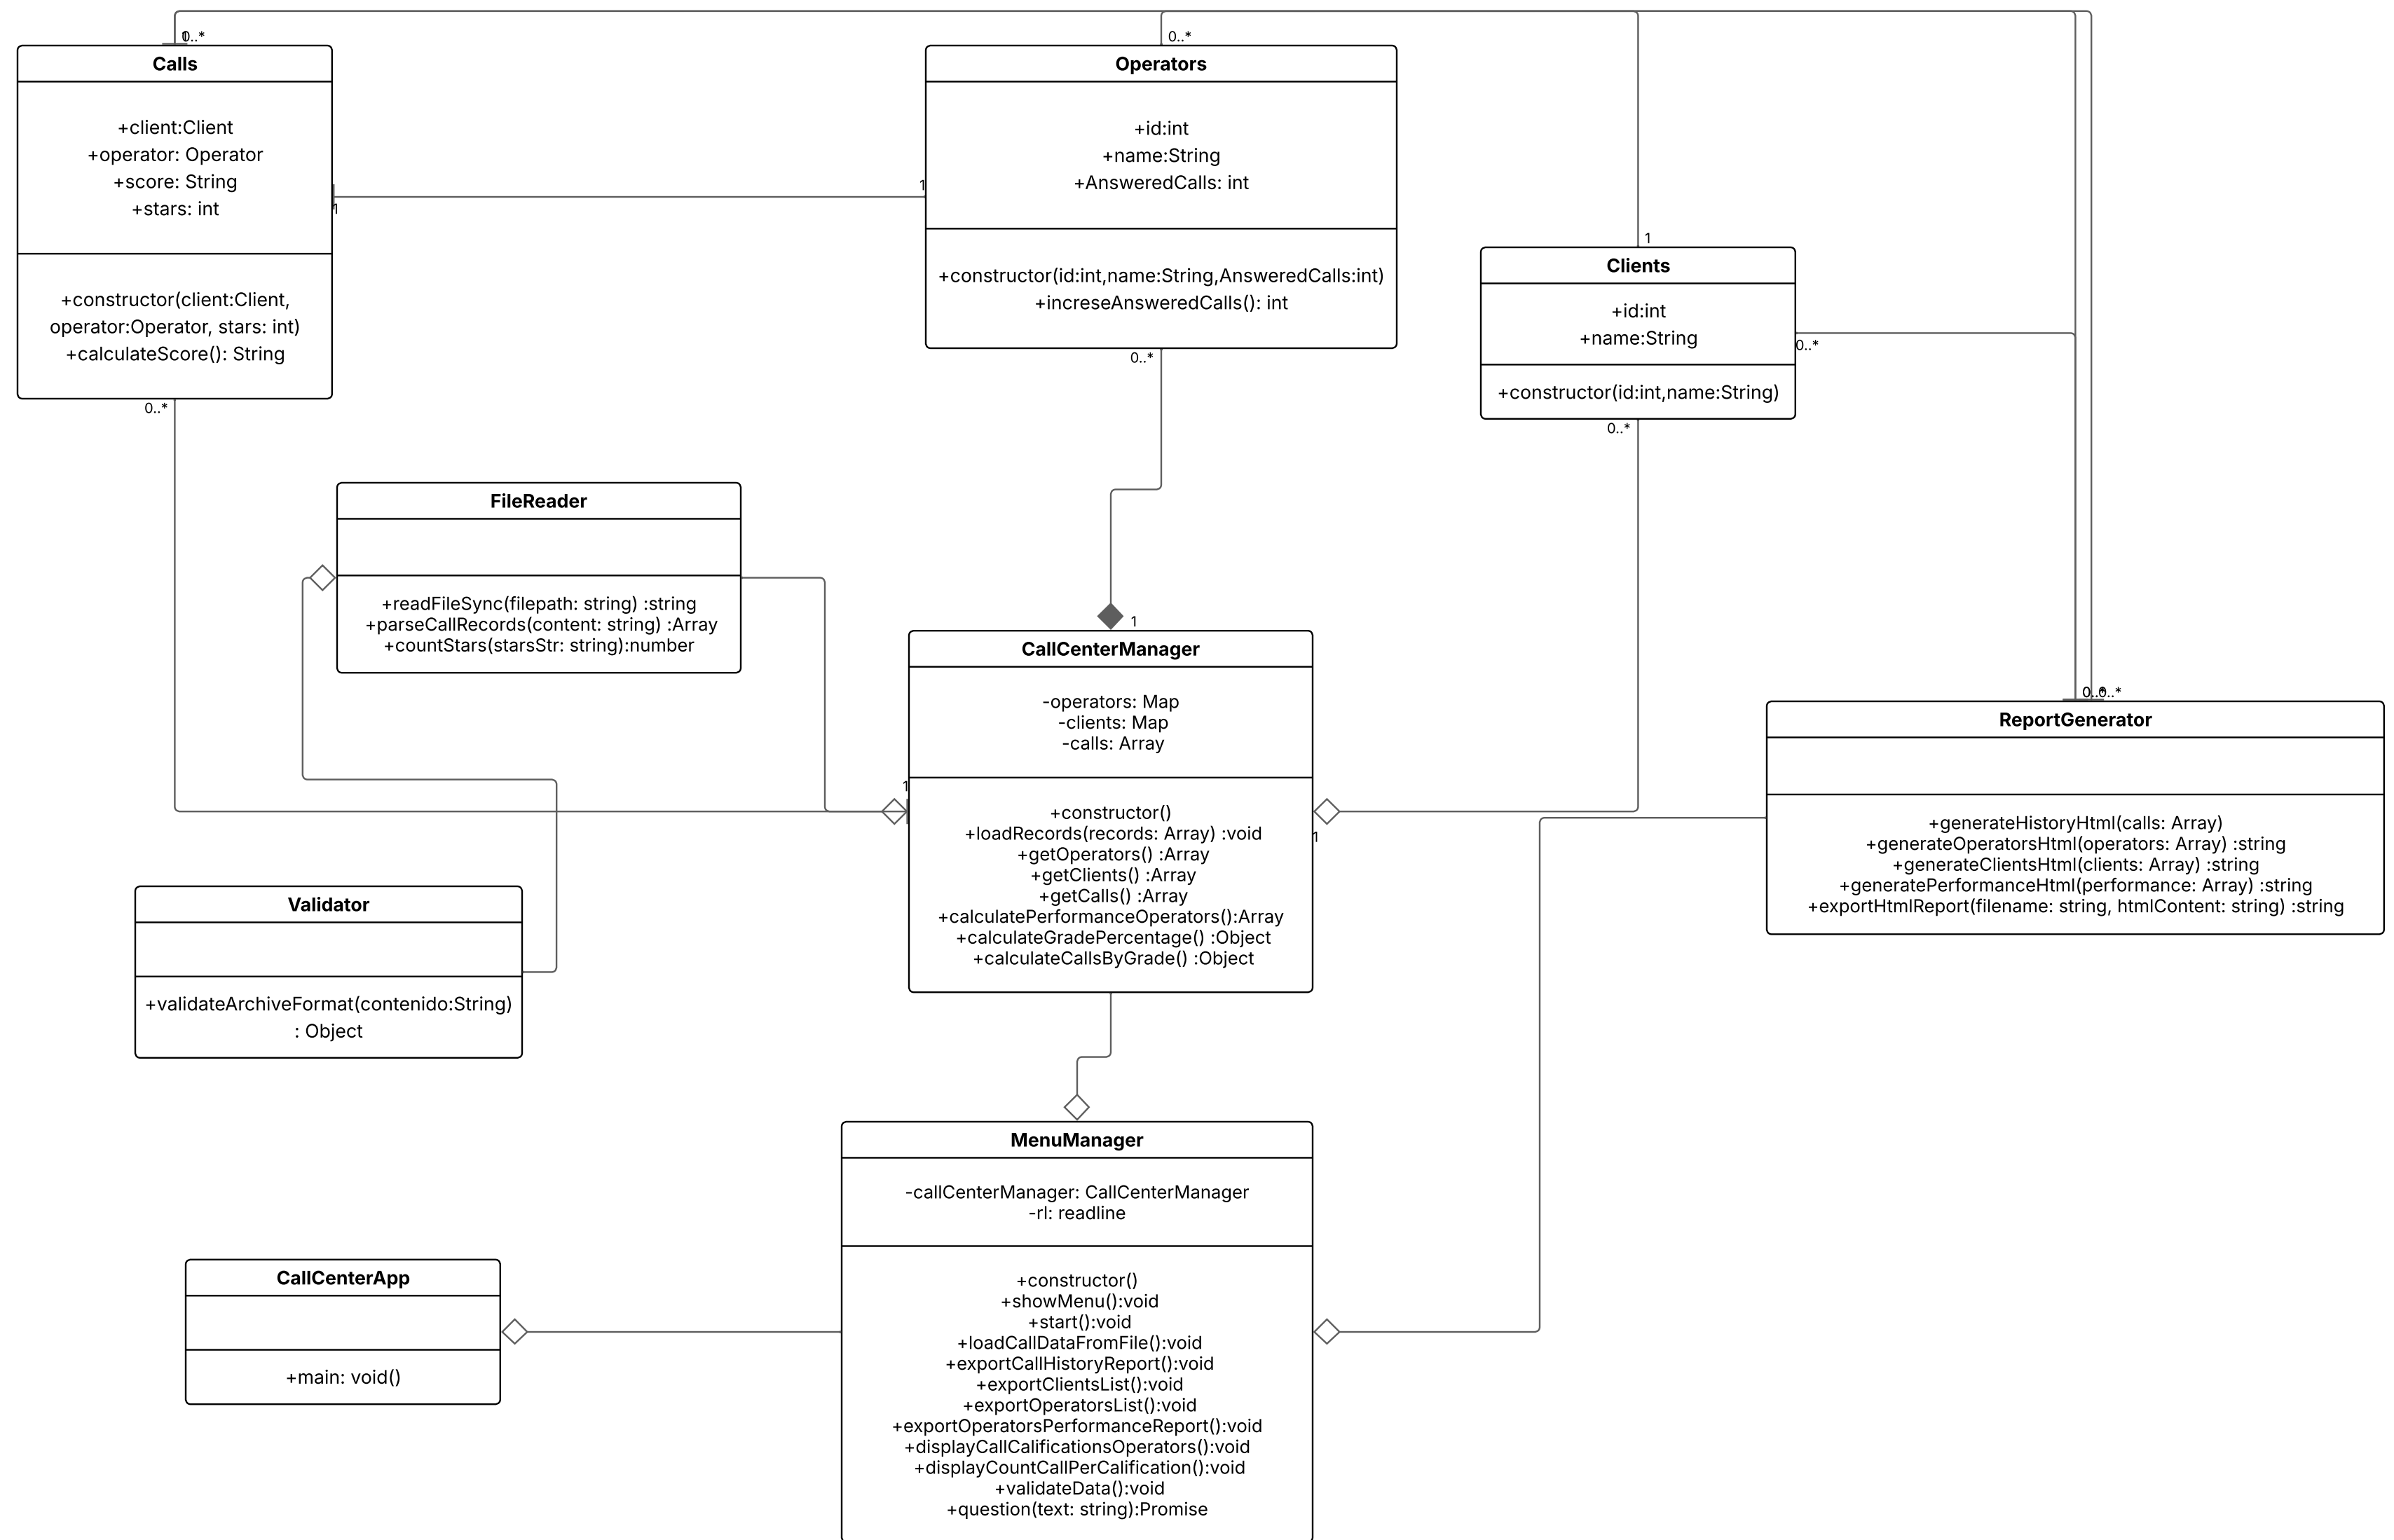 1
0..*
Calls
+client:Client
+operator: Operator
+score: String
+stars: int
+constructor(client:Client,
operator:Operator, stars: int)
+calculateScore(): String
0..*
1
1
0..*
Operators
+id:int
+name:String
+AnsweredCalls: int
+constructor(id:int,name:String,AnsweredCalls:int)
+increseAnsweredCalls(): int
0..*
1
Clients
+id:int
+name:String
+constructor(id:int,name:String)
0..*
0..*
FileReader
+readFileSync(filepath: string) :string
+parseCallRecords(content: string) :Array
+countStars(starsStr: string):number
1
CallCenterManager
-operators: Map
-clients: Map
-calls: Array
+constructor()
+loadRecords(records: Array) :void
+getOperators() :Array
+getClients() :Array
+getCalls() :Array
+calculatePerformanceOperators():Array
+calculateGradePercentage() :Object
+calculateCallsByGrade() :Object
1
1
0..*
0..*
ReportGenerator
+generateHistoryHtml(calls: Array)
+generateOperatorsHtml(operators: Array) :string
+generateClientsHtml(clients: Array) :string
+generatePerformanceHtml(performance: Array) :string
+exportHtmlReport(filename: string, htmlContent: string) :string
Validator
+validateArchiveFormat(contenido:String)
: Object
MenuManager
-callCenterManager: CallCenterManager
-rl: readline
+constructor()
+showMenu():void
+start():void
+loadCallDataFromFile():void
+exportCallHistoryReport():void
+exportClientsList():void
+exportOperatorsList():void
+exportOperatorsPerformanceReport():void
+displayCallCalificationsOperators():void
+displayCountCallPerCalification():void
+validateData():void
+question(text: string):Promise
CallCenterApp
+main: void()